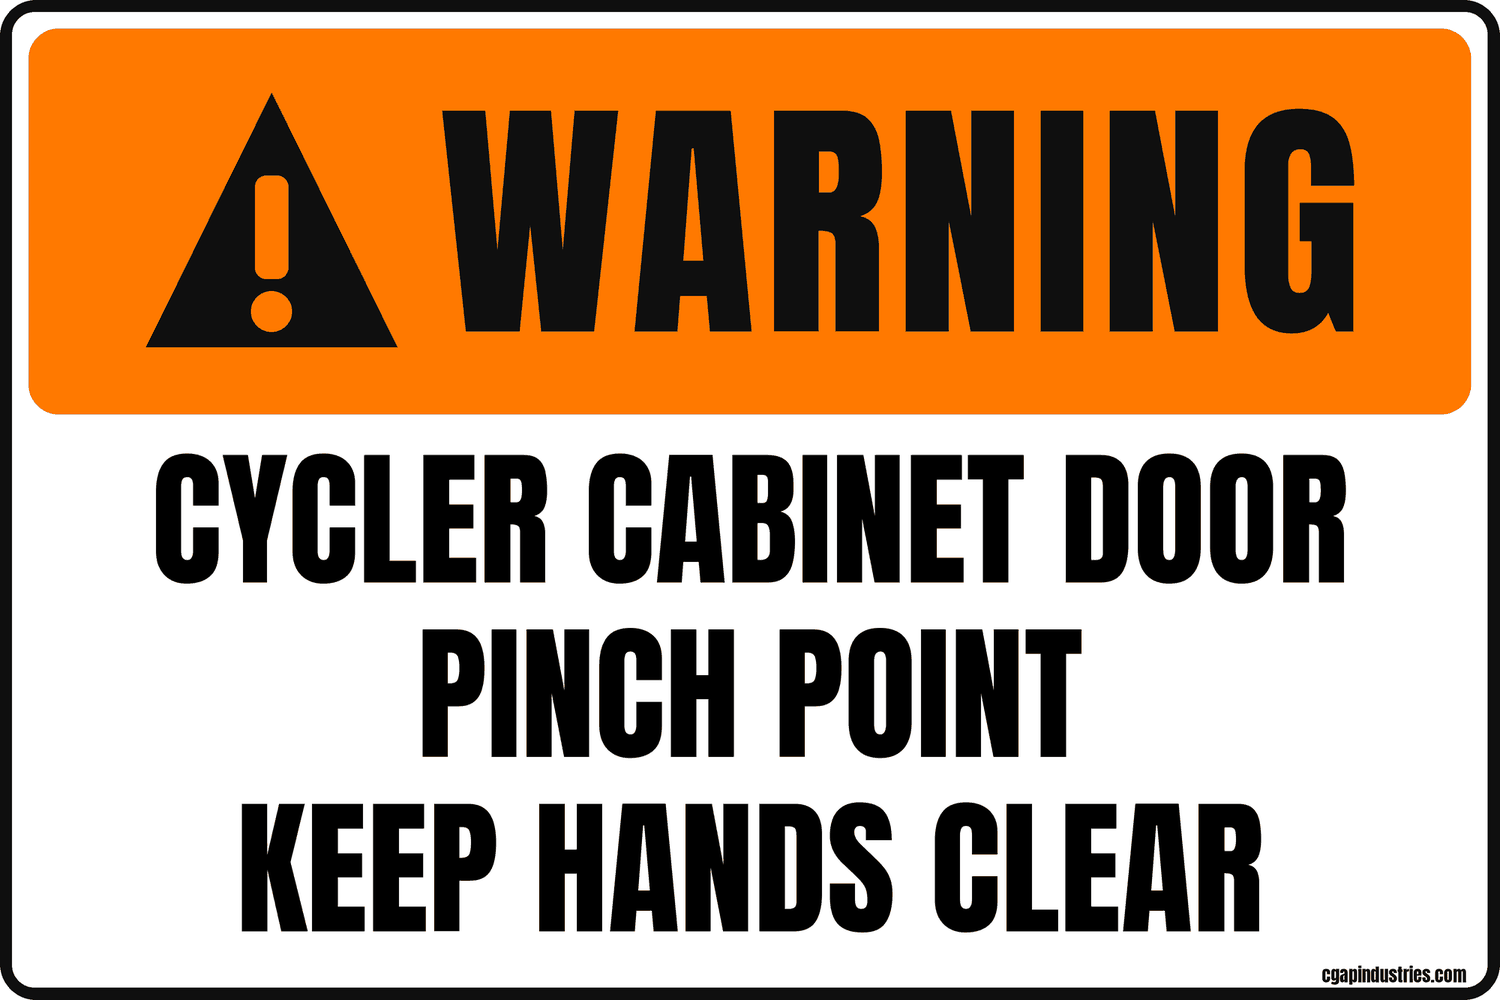 WARNING
CYCLER CABINET DOOR
PINCH POINT
KEEP HANDS CLEAR
cgapindustries.com